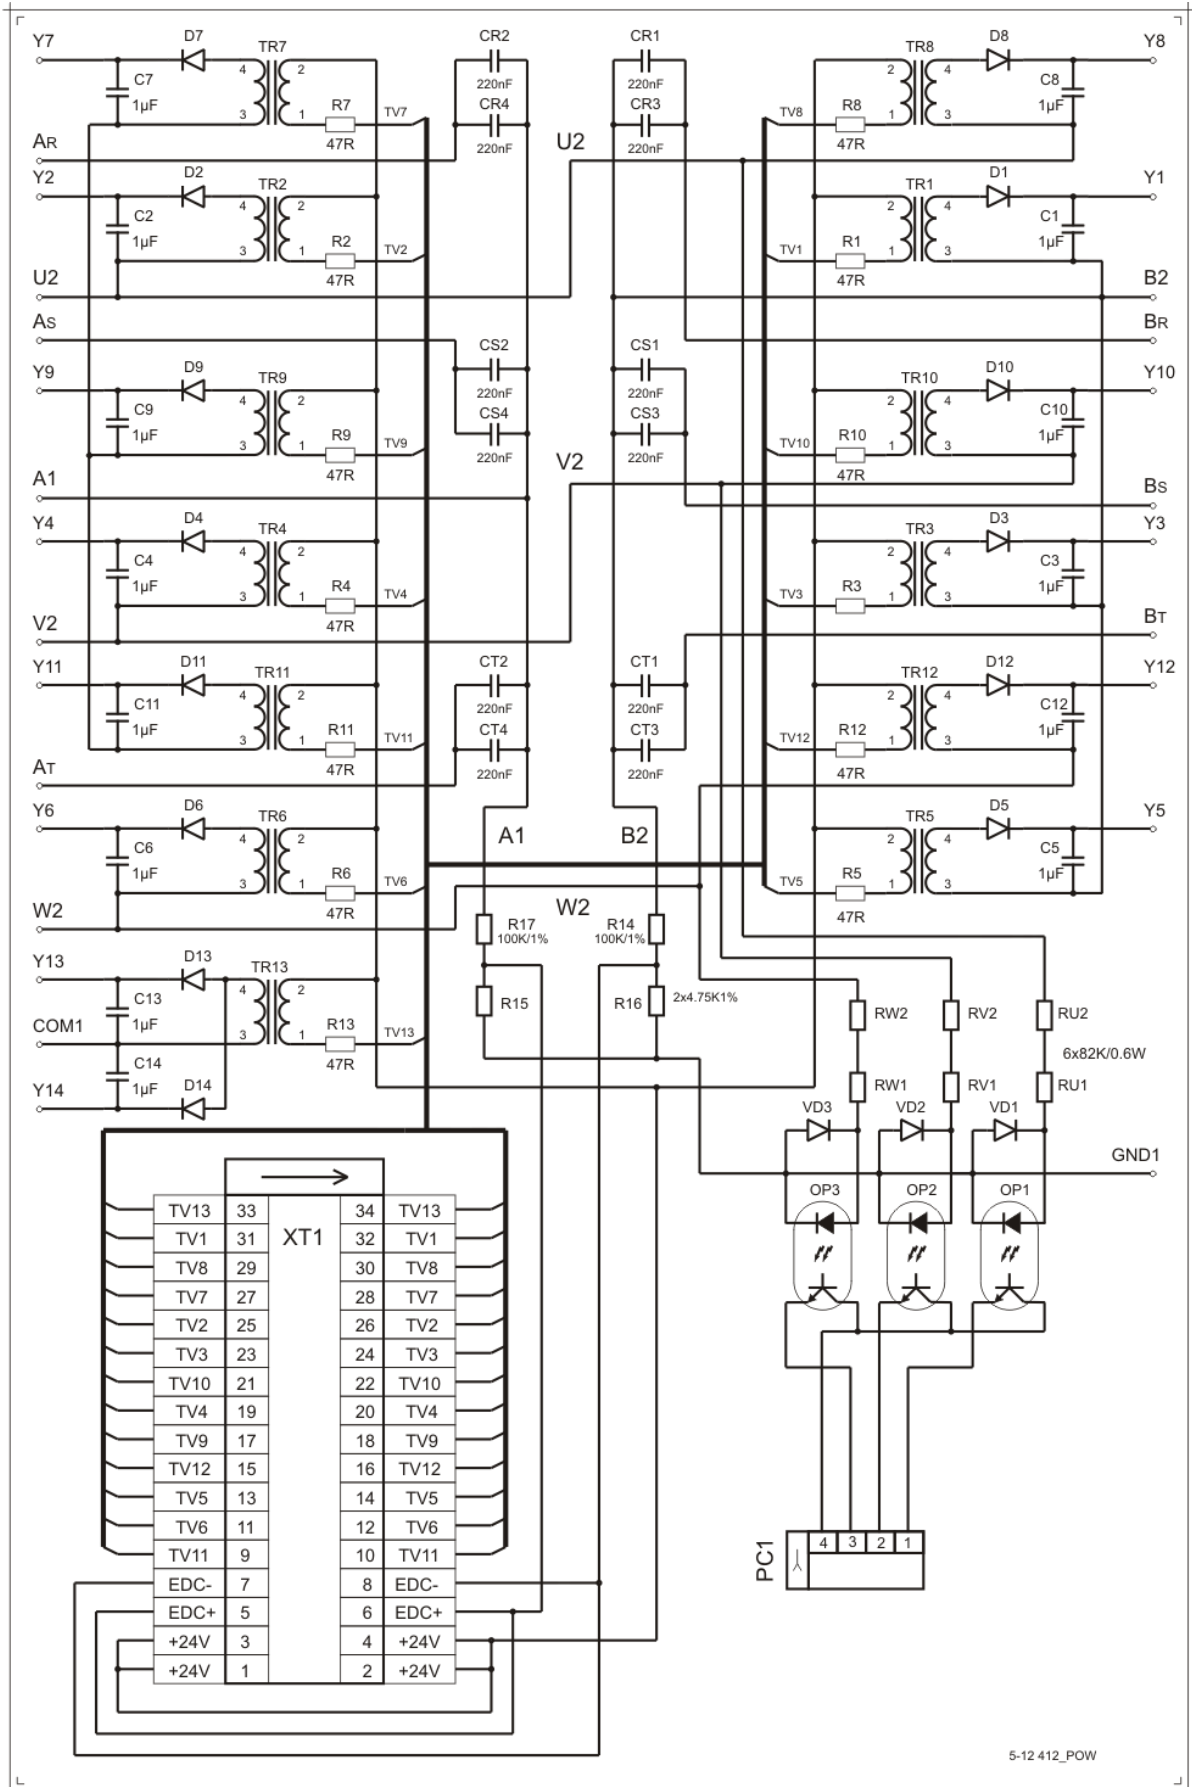 Y7 D7 TR7 CR2 CR1 TR8 D8 Y8
4 2 2 4
C7 C8
1µF 220nF 220nF 1µF
R7 TV7 CR4 CR3 TV8 R8
3 1 1 3
AR 47R 220nF U2 220nF 47R
Y2 D2 TR2 TR1 D1 Y1
4 2 2 4
C2 C1
1µF R2 TV2 TV1 R1 1µF
3 1 1 3
U2 47R 47R B2
AS CS2 CS1 BR
Y9 D9 TR9 TR10 D10 Y10
4 2 220nF 220nF 2 4
C9 CS4 CS3 C10
1µF R9 TV9 TV10 R10 1µF
3 1 1 3
47R 220nF V2 220nF 47R
A1 BS
Y4 D4 TR4 TR3 D3 Y3
4 2 2 4
C4 C3
1µF R4 TV4 TV3 R3 1µF
3 1 1 3
V2 47R 47R BT
Y11 D11 TR11 CT2 CT1 TR12 D12 Y12
4 2 2 4
C11 220nF 220nF C12
1µF R11 TV11 CT4 CT3 TV12 R12 1µF
3 1 1 3
AT 47R 220nF 220nF 47R
Y6 D6 TR6 A1 B2 TR5 D5 Y5
4 2 2 4
C6 C5
1µF R6 TV6 TV5 R5 1µF
3 1 1 3
W2 47R W2 47R
R17 R14
100K/1% 100K/1%
Y13 D13 TR13
4 2
C13 R15 R16 2x4.75K1%
1µF RW2 RV2 RU2
COM1 R13 TV13
3 1
C14 47R 6x82K/0.6W
1µF
Y14 D14 RW1 RV1 RU1
VD3 VD2 VD1
GND1
OP3 OP2 OP1
XT1
TV13 33 34 TV13
TV1 31 32 TV1
TV8 29 30 TV8
TV7 27 28 TV7
TV2 25 26 TV2
TV3 23 24 TV3
TV10 21 22 TV10
TV4 19 20 TV4
TV9 17 18 TV9
TV12 15 16 TV12
TV5 13 14 TV5
TV6 11 12 TV6
TV11 9 10 TV11
EDC- 7 8 EDC-
EDC+ 5 6 EDC+
+24V 3 4 +24V
+24V 1 2 +24V
PC1 4 3 2 1
5-12 412_POW